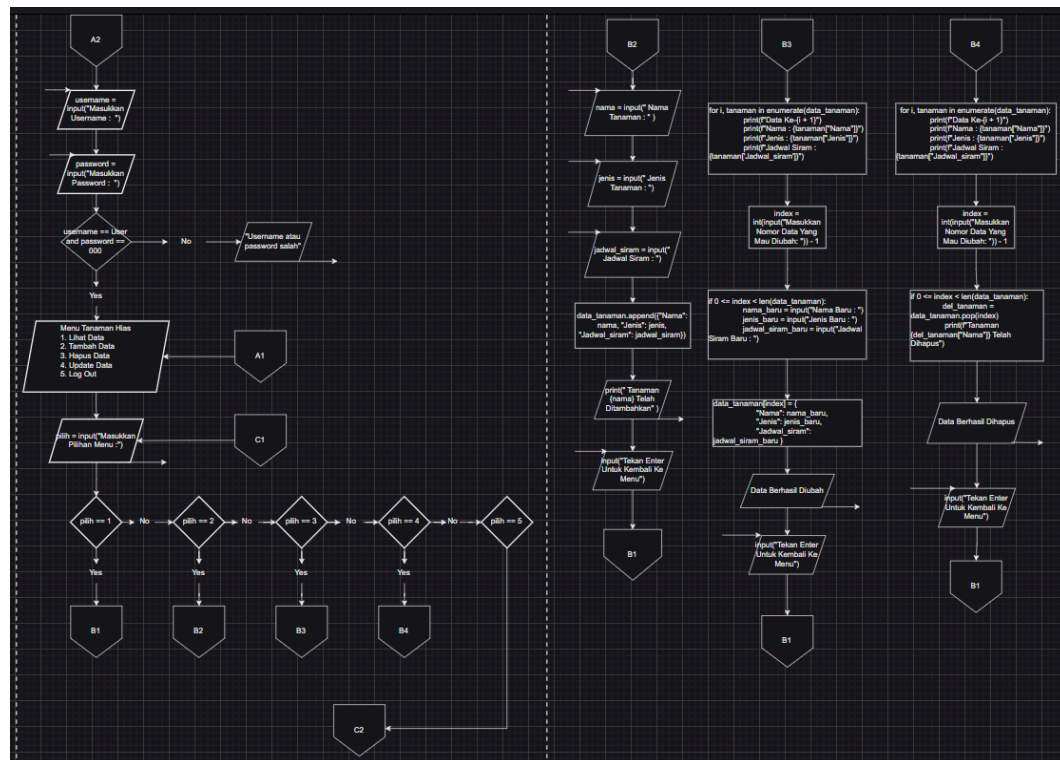 A2
username =
input("Masukkan
Username : ")
password =
input("Masukkan
Password : ")
username == User
and password ==
000
No
"Username atau
password salah"
Yes
Menu Tanaman Hias
1. Lihat Data
2. Tambah Data
3. Hapus Data
4. Update Data
5. Log Out
A1
pilih = input("Masukkan
Pilihan Menu :")
C1
pilih == 1
No
pilih == 2
No
pilih == 3
No
pilih == 4
No
pilih == 5
Yes
Yes
Yes
Yes
B1
B2
B3
B4
C2
B2
nama = input(" Nama
Tanaman : " )
jenis = input(" Jenis
Tanaman : ")
jadwal_siram = input("
Jadwal Siram : ")
data_tanaman.append({"Nama":
nama, "Jenis": jenis,
"Jadwal_siram": jadwal_siram})
print(" Tanaman
{nama} Telah
Ditambahkan" )
input("Tekan Enter
Untuk Kembali Ke
Menu")
B1
B3
for i, tanaman in enumerate(data_tanaman):
print(f"Data Ke-{i + 1}")
print(f"Nama : {tanaman["Nama"]}")
print(f"Jenis : {tanaman["Jenis"]}")
print(f"Jadwal Siram :
{tanaman["Jadwal_siram"]}")
index =
int(input("Masukkan
Nomor Data Yang
Mau Diubah: ")) - 1
if 0 <= index < len(data_tanaman):
nama_baru = input("Nama Baru : ")
jenis_baru = input("Jenis Baru : ")
jadwal_siram_baru = input("Jadwal
Siram Baru : ")
data_tanaman[index] = {
"Nama": nama_baru,
"Jenis": jenis_baru,
"Jadwal_siram":
jadwal_siram_baru }
Data Berhasil Diubah
input("Tekan Enter
Untuk Kembali Ke
Menu")
B1
B4
for i, tanaman in enumerate(data_tanaman):
print(f"Data Ke-{i + 1}")
print(f"Nama : {tanaman["Nama"]}")
print(f"Jenis : {tanaman["Jenis"]}")
print(f"Jadwal Siram :
{tanaman["Jadwal_siram"]}")
index =
int(input("Masukkan
Nomor Data Yang
Mau Diubah: ")) - 1
if 0 <= index < len(data_tanaman):
del_tanaman =
data_tanaman.pop(index)
print(f"Tanaman
{del_tanaman["Nama"]} Telah
Dihapus")
Data Berhasil Dihapus
input("Tekan Enter
Untuk Kembali Ke
Menu")
B1